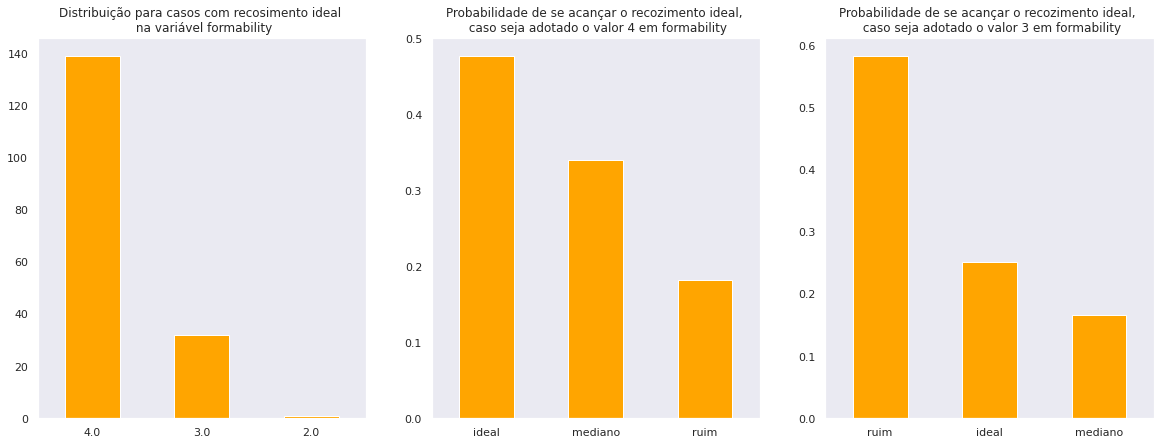 Distribuição para casos com recosimento ideal
na variável formability
140
120
100
80
60
40
20
0
4.0 3.0 2.0
Probabilidade de se acançar o recozimento ideal,
caso seja adotado o valor 4 em formability
0.5
0.4
0.3
0.2
0.1
0.0
ideal mediano ruim
Probabilidade de se acançar o recozimento ideal,
caso seja adotado o valor 3 em formability
0.6
0.5
0.4
0.3
0.2
0.1
0.0
ruim ideal mediano